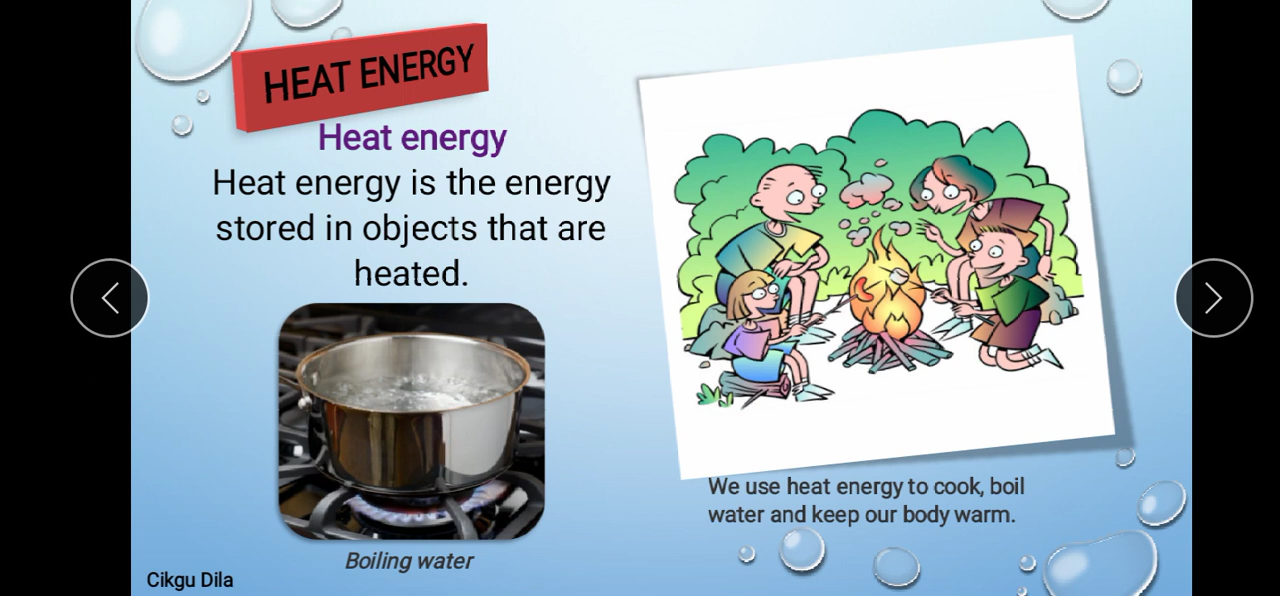 HEAT ENERGY
Heat energy
Heat energy is the energy
stored in objects that are
heated.
Boiling water
We use heat energy to cook, boil
water and keep our body warm.
Cikgu Dila